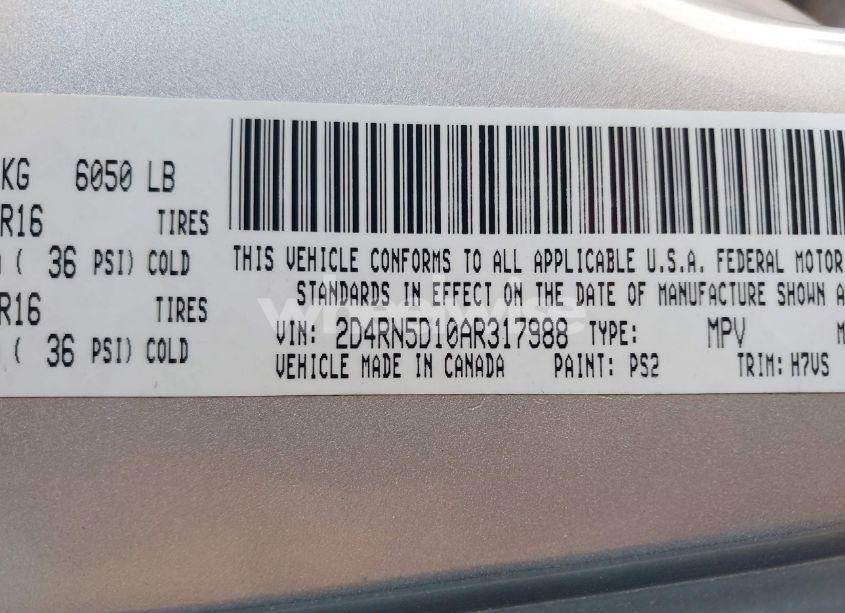 KG 6050 LB
R16 TIRES
( 36 PSI) COLD
R16 TIRES
( 36 PSI) COLD
THIS VEHICLE CONFORMS TO ALL APPLICABLE U.S.A. FEDERAL MOTOR
STANDARDS IN EFFECT ON THE DATE OF MANUFACTURE SHOWN A
wheelwise
VIN: 2D4RN5D10AR317988 TYPE: MPV M
VEHICLE MADE IN CANADA PAINT: PS2 TRIM: H7VS